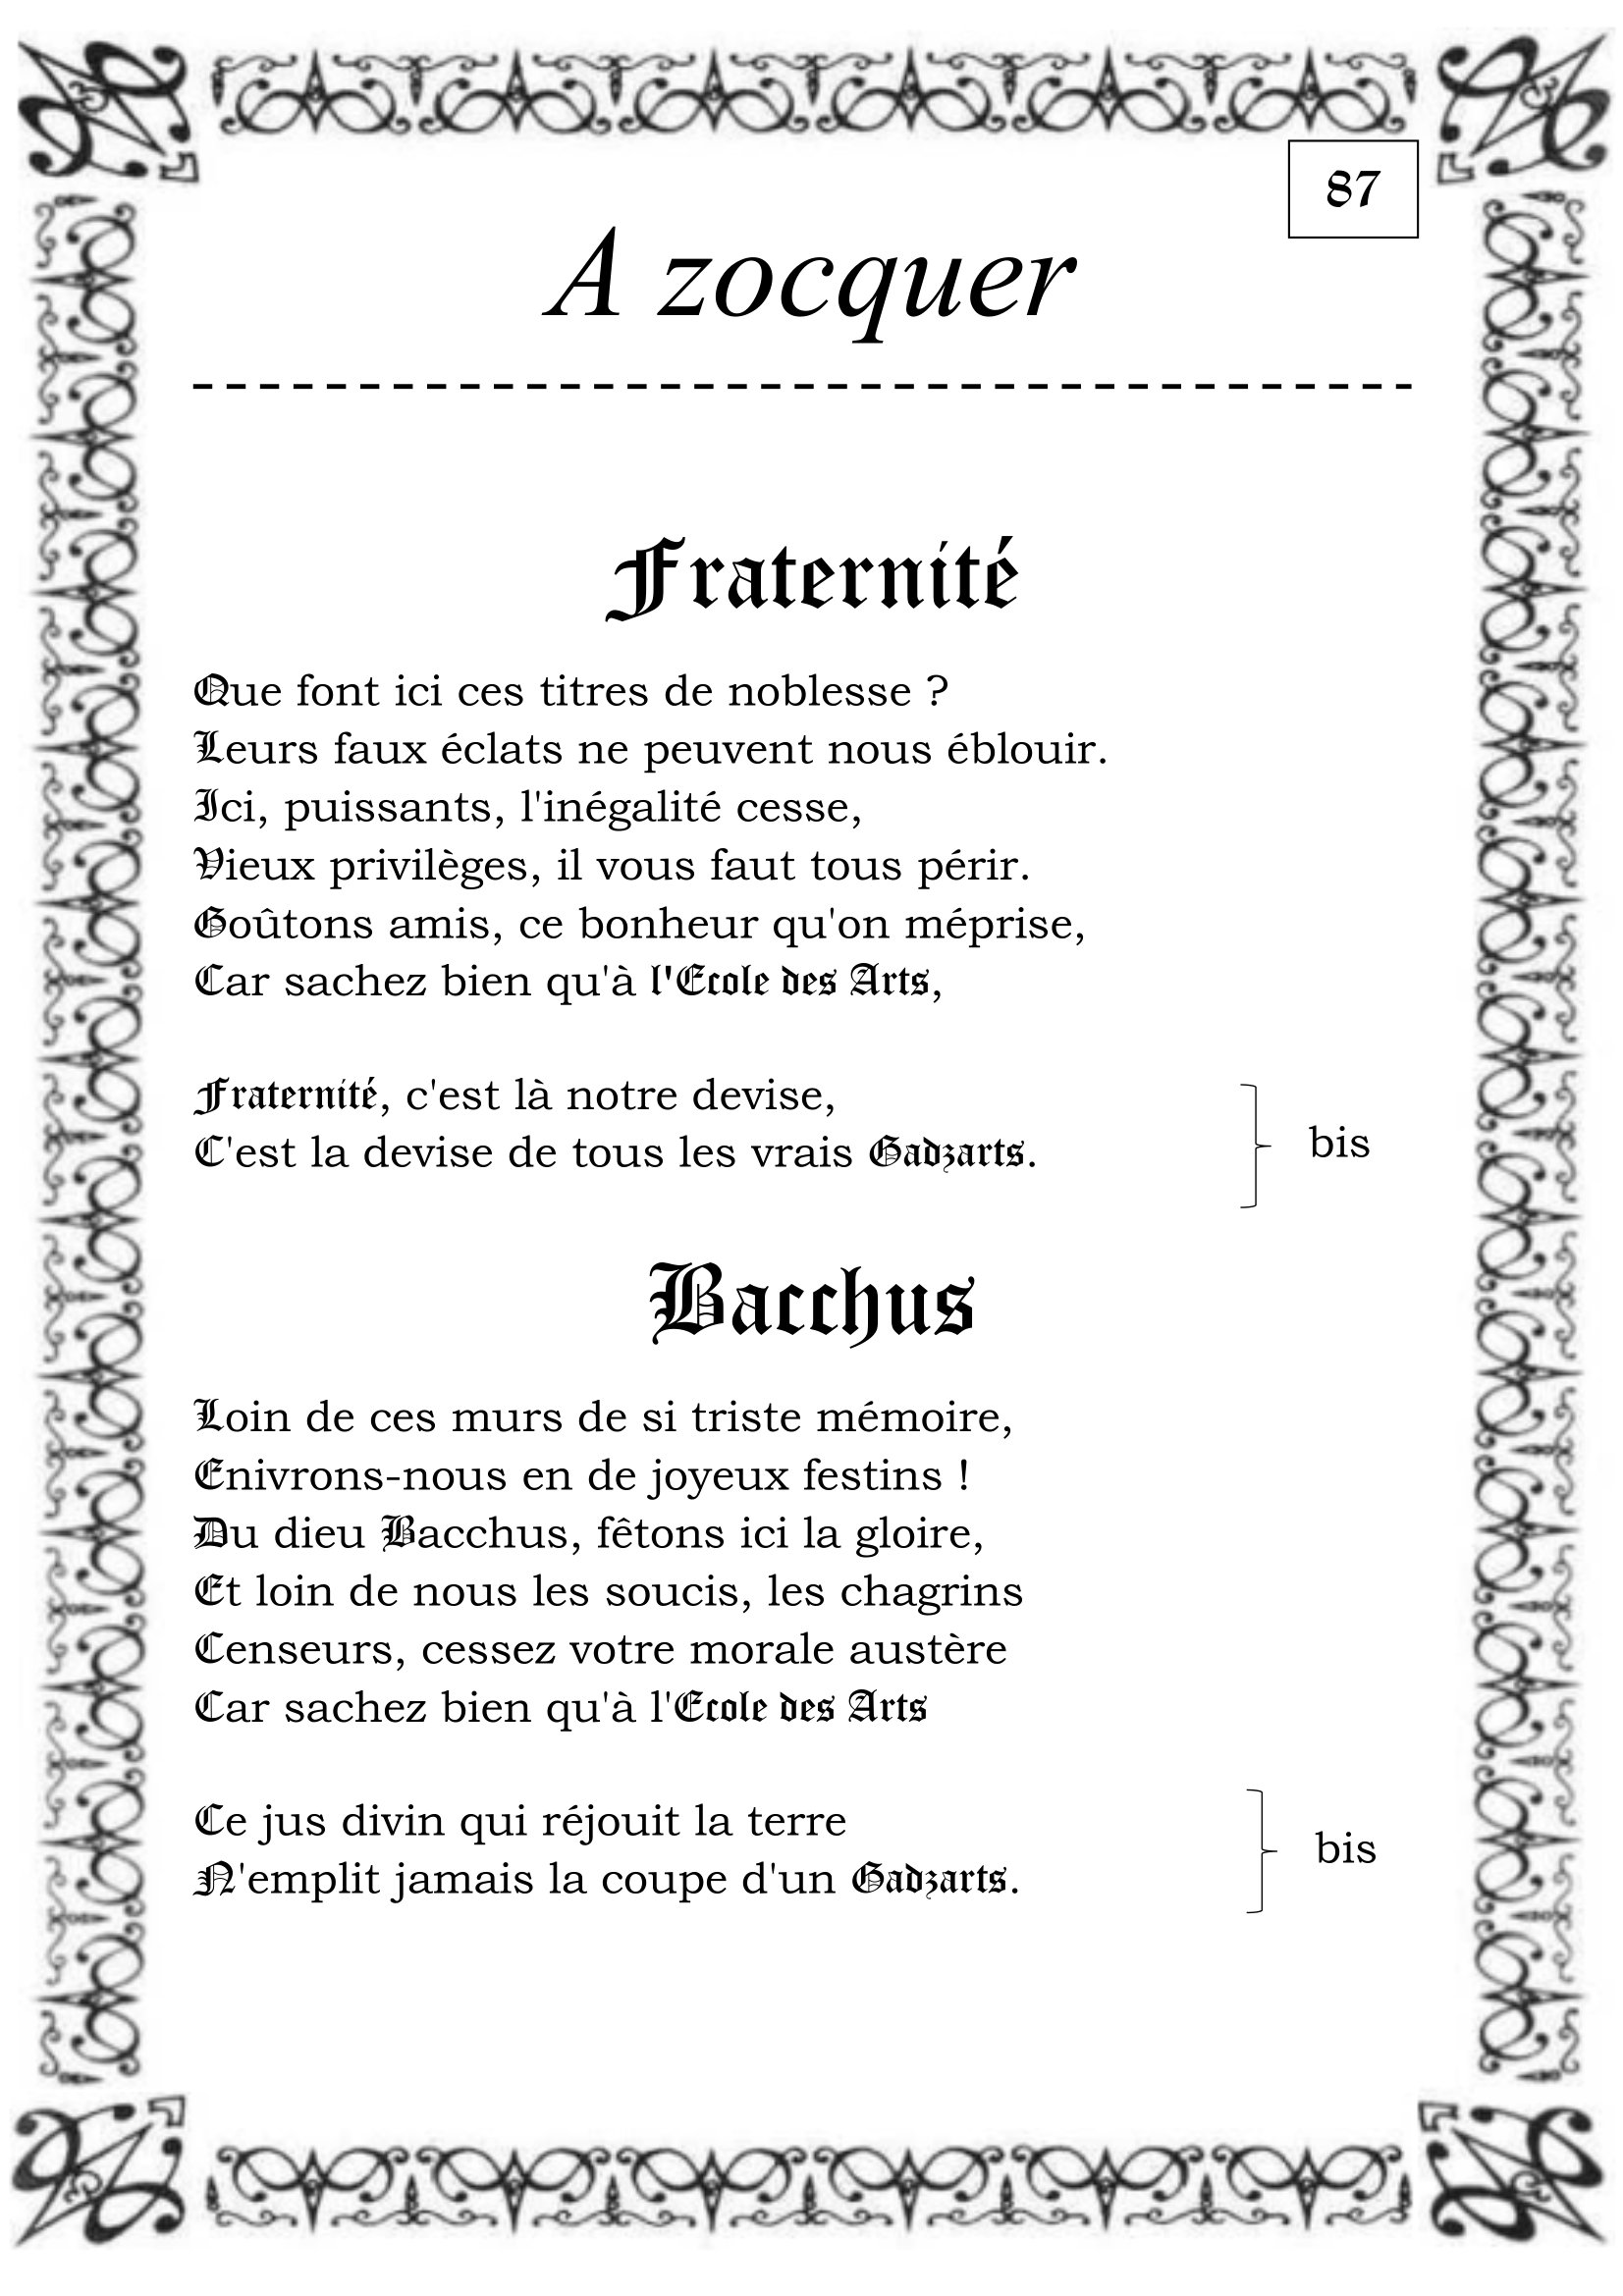 87
A zocquer
Fraternité
Que font ici ces titres de noblesse ?
Leurs faux éclats ne peuvent nous éblouir.
Ici, puissants, l'inégalité cesse,
Vieux privilèges, il vous faut tous périr.
Goûtons amis, ce bonheur qu'on méprise,
Car sachez bien qu'à l'Ecole des Arts,
Fraternité, c'est là notre devise,
C'est la devise de tous les vrais Gadzarts.
bis
Bacchus
Loin de ces murs de si triste mémoire,
Enivrons-nous en de joyeux festins !
Du dieu Bacchus, fêtons ici la gloire,
Et loin de nous les soucis, les chagrins
Censeurs, cessez votre morale austère
Car sachez bien qu'à l'Ecole des Arts
Ce jus divin qui réjouit la terre
N'emplit jamais la coupe d'un Gadzarts.
bis